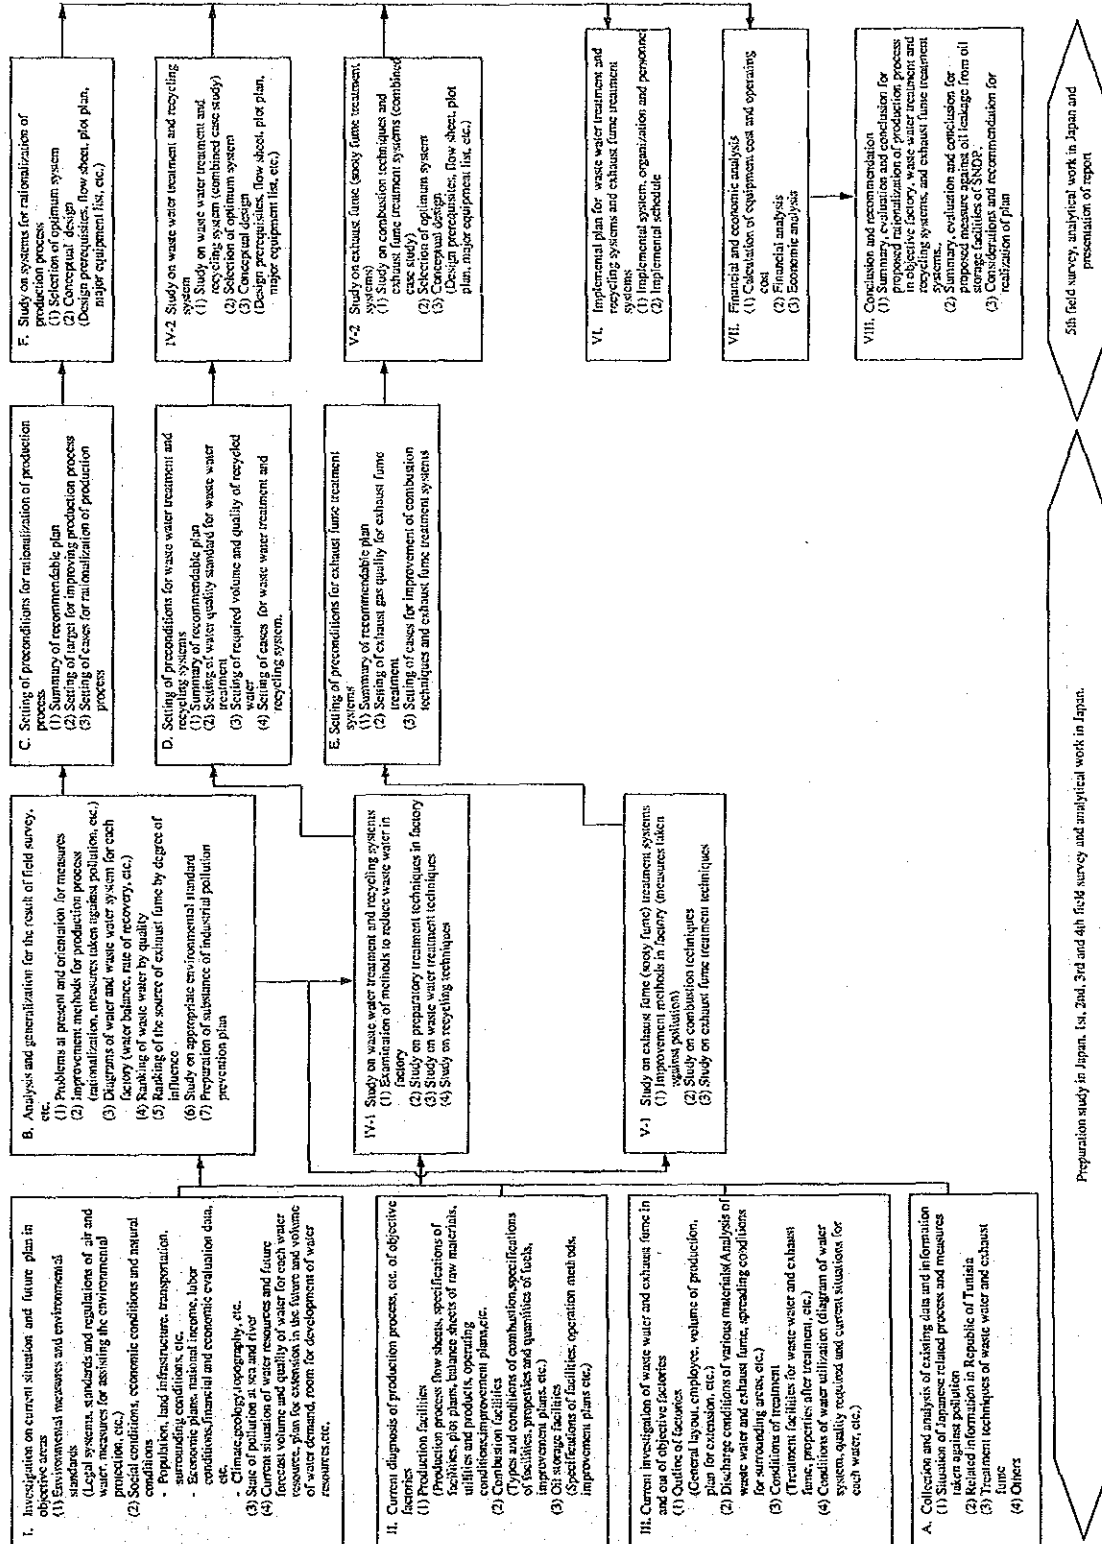 I. Investigation on current situation and future plan in
objective areas
(1) Environmental measures and environmental
standards
(Legal systems, standards and regulations of air and
water, measures for assisting the environmental
protection, etc.)
(2) Social conditions, economic conditions and natural
conditions
- Population, land infrastructure, transportation,
surrounding conditions, etc.
- Economic plans, national income, labor
conditions, financial and economic evaluation data,
etc.
- Climate, geology, topography, etc.
(3) State of pollution at sea and river
(4) Current situation of water resources and future
forecast volume and quality of water for each water
resource, plan for extension in the future and volume
of water demand, room for development of water
resources, etc.
II. Current diagnosis of production process, etc. of objective
factories
(1) Production facilities
(Production process flow sheets, specifications of
facilities, plot plans, balance sheets of raw materials,
utilities and products, operating
conditions, improvement plans, etc.
(2) Combustion facilities
(Types and conditions of combustion, specifications
of facilities, properties and quantities of fuels,
improvement plans, etc.)
(3) Oil storage facilities
(Specifications of facilities, operation methods,
improvement plans etc.)
III. Current investigation of waste water and exhaust fume in
and out of objective factories
(1) Outline of factories
(General layout, employee, volume of production,
plan for extension, etc.)
(2) Discharge conditions of various materials(Analysis of
waste water and exhaust fume, spreading conditions
for surrounding areas, etc.)
(3) Conditions of treatment
(Treatment facilities for waste water and exhaust
fume, properties after treatment, etc.)
(4) Conditions of water utilization (diagram of water
system, quality required and current situations for
each water, etc.)
A. Collection and analysis of existing data and information
(1) Situation of Japanese related process and measures
taken against pollution
(2) Related information in Republic of Tunisia
(3) Treatment techniques of waste water and exhaust
fume
(4) Others
B. Analysis and generalization for the result of field survey,
etc.
(1) Problems at present and orientation for measures
(2) Improvement methods for production process
(rationalization, measures taken against pollution, etc.)
(3) Diagrams of water and waste water system for each
factory (water balance, rate of recovery, etc.)
(4) Ranking of waste water by quality
(5) Ranking of the source of exhaust fume by degree of
influence
(6) Study on appropriate environmental standard
(7) Preparation of substance of industrial pollution
prevention plan
IV-1 Study on waste water treatment and recycling systems
(1) Examination of methods to reduce waste water in
factory
(2) Study on preparatory treatment techniques in factory
(3) Study on waste water treatment techniques
(4) Study on recycling techniques
V-1 Study on exhaust fume (sooty fume) treatment systems
(1) Improvement methods in factory (measures taken
against pollution)
(2) Study on combustion techniques
(3) Study on exhaust fume treatment techniques
C. Setting of preconditions for rationalization of production
process
(1) Summary of recommendable plan
(2) Setting of target for improving production process
(3) Setting of cases for rationalization of production
process
D. Setting of preconditions for waste water treatment and
recycling systems
(1) Summary of recommendable plan
(2) Setting of water quality standard for waste water
treatment
(3) Setting of required volume and quality of recycled
water
(4) Setting of cases for waste water treatment and
recycling system.
E. Setting of preconditions for exhaust fume treatment
systems
(1) Summary of recommendable plan
(2) Setting of exhaust gas quality for exhaust fume
treatment
(3) Setting of cases for improvement of combustion
techniques and exhaust fume treatment systems
F. Study on systems for rationalization of
production process
(1) Selection of optimum system
(2) Conceptual design
(Design prerequisites, flow sheet, plot plan,
major equipment list, etc.)
IV-2 Study on waste water treatment and recycling
system
(1) Study on waste water treatment and
recycling system (combined case study)
(2) Selection of optimum system
(3) Conceptual design
(Design prerequisites, flow sheet, plot plan,
major equipment list, etc.)
V-2 Study on exhaust fume (sooty fume treatment
systems)
(1) Study on combustion techniques and
exhaust fume treatment systems (combined
case study)
(2) Selection of optimum system
(3) Conceptual design
(Design prerequisites, flow sheet, plot
plan, major equipment list, etc.)
VI. Implemental plan for waste water treatment and
recycling systems and exhaust fume treatment
systems
(1) Implemental system, organization and personnel
(2) Implemental schedule
VII. Financial and economic analysis
(1) Calculation of equipment cost and operating
cost
(2) Financial analysis
(3) Economic analysis
VIII. Conclusion and recommendation
(1) Summary, evaluation and conclusion for
proposed rationalization of production process
in objective factory, waste water treatment and
recycling systems, and exhaust fume treatment
systems.
(2) Summary, evaluation and conclusion for
proposed measure against oil leakage from oil
storage facilities of SNDP.
(3) Considerations and recommendation for
realization of plan
Preparation study in Japan, 1st, 2nd, 3rd and 4th field survey and analytical work in Japan.
5th field survey, analytical work in Japan and
presentation of report